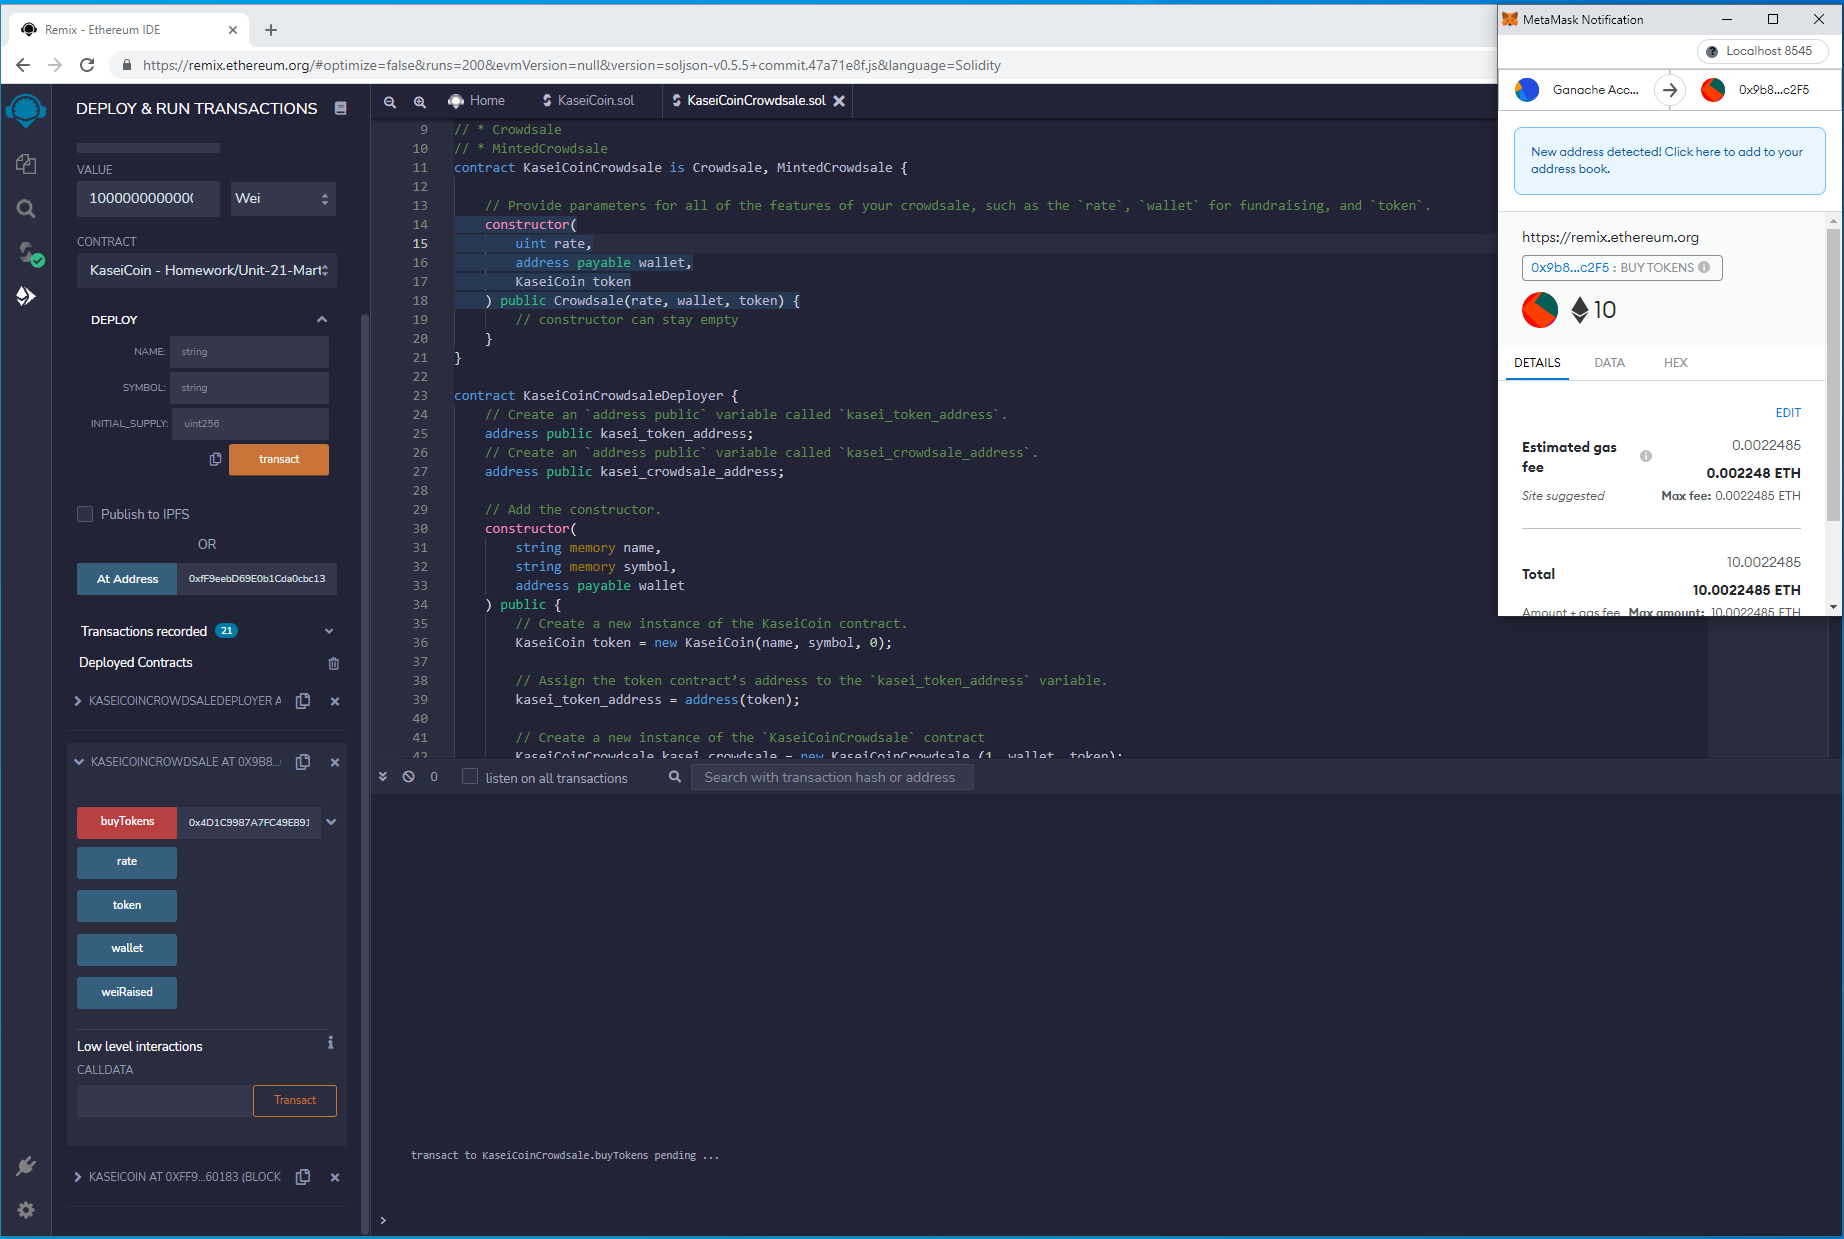 Remix - Ethereum IDE
https://remix.ethereum.org/#optimize=false&runs=200&evmVersion=null&version=soljson-v0.5.5+commit.47a71e8f.js&language=Solidity
DEPLOY & RUN TRANSACTIONS
VALUE
1000000000000
Wei
CONTRACT
KaseiCoin - Homework/Unit-21-Mart
DEPLOY
NAME: string
SYMBOL: string
INITIAL_SUPPLY: uint256
transact
Publish to IPFS
OR
At Address 0xfF9eebD69E0b1Cda0cbc13
Transactions recorded 21
Deployed Contracts
KASEICOINCROWDSALEDEPLOYER A
KASEICOINCROWDSALE AT 0X9B8...
buyTokens 0x4D1C9987A7FC49E891
rate
token
wallet
weiRaised
Low level interactions
CALLDATA
Transact
KASEICOIN AT 0XFF9...60183 (BLOCK
Home KaseiCoin.sol KaseiCoinCrowdsale.sol
9 // * Crowdsale
10 // * MintedCrowdsale
11 contract KaseiCoinCrowdsale is Crowdsale, MintedCrowdsale {
12
13 // Provide parameters for all of the features of your crowdsale, such as the `rate`, `wallet` for fundraising, and `token`.
14 constructor(
15 uint rate,
16 address payable wallet,
17 KaseiCoin token
18 ) public Crowdsale(rate, wallet, token) {
19 // constructor can stay empty
20 }
21 }
22
23 contract KaseiCoinCrowdsaleDeployer {
24 // Create an `address public` variable called `kasei_token_address`.
25 address public kasei_token_address;
26 // Create an `address public` variable called `kasei_crowdsale_address`.
27 address public kasei_crowdsale_address;
28
29 // Add the constructor.
30 constructor(
31 string memory name,
32 string memory symbol,
33 address payable wallet
34 ) public {
35 // Create a new instance of the KaseiCoin contract.
36 KaseiCoin token = new KaseiCoin(name, symbol, 0);
37
38 // Assign the token contract’s address to the `kasei_token_address` variable.
39 kasei_token_address = address(token);
40
41 // Create a new instance of the `KaseiCoinCrowdsale` contract
42 KaseiCoinCrowdsale kasei_crowdsale = new KaseiCoinCrowdsale (1, wallet, token);
0 listen on all transactions Search with transaction hash or address
transact to KaseiCoinCrowdsale.buyTokens pending ...
>
MetaMask Notification
Localhost 8545
Ganache Acc... 0x9b8...c2F5
New address detected! Click here to add to your
address book.
https://remix.ethereum.org
0x9b8...c2F5 : BUY TOKENS
10
DETAILS DATA HEX
EDIT
Estimated gas
fee
0.0022485
0.002248 ETH
Site suggested Max fee: 0.0022485 ETH
10.0022485
Total
10.0022485 ETH
Amount + gas fee Max amount: 10.0022485 ETH